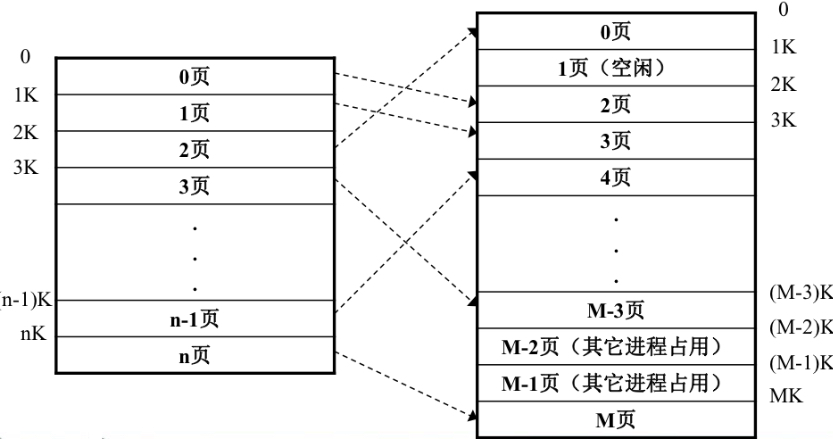 0
0页
1K
1页
2K
2页
3K
3页
.
.
.
(n-1)K
n-1页
nK
n页
0
0页
1K
1页（空闲）
2K
2页
3K
3页
4页
.
.
.
(M-3)K
M-3页
(M-2)K
M-2页（其它进程占用）
(M-1)K
M-1页（其它进程占用）
MK
M页